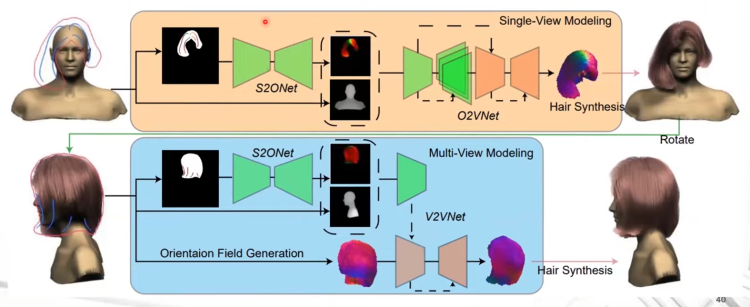 Single-View Modeling
S2ONet
O2VNet
Hair Synthesis
Rotate
S2ONet
Multi-View Modeling
V2VNet
Orientaion Field Generation
Hair Synthesis
40